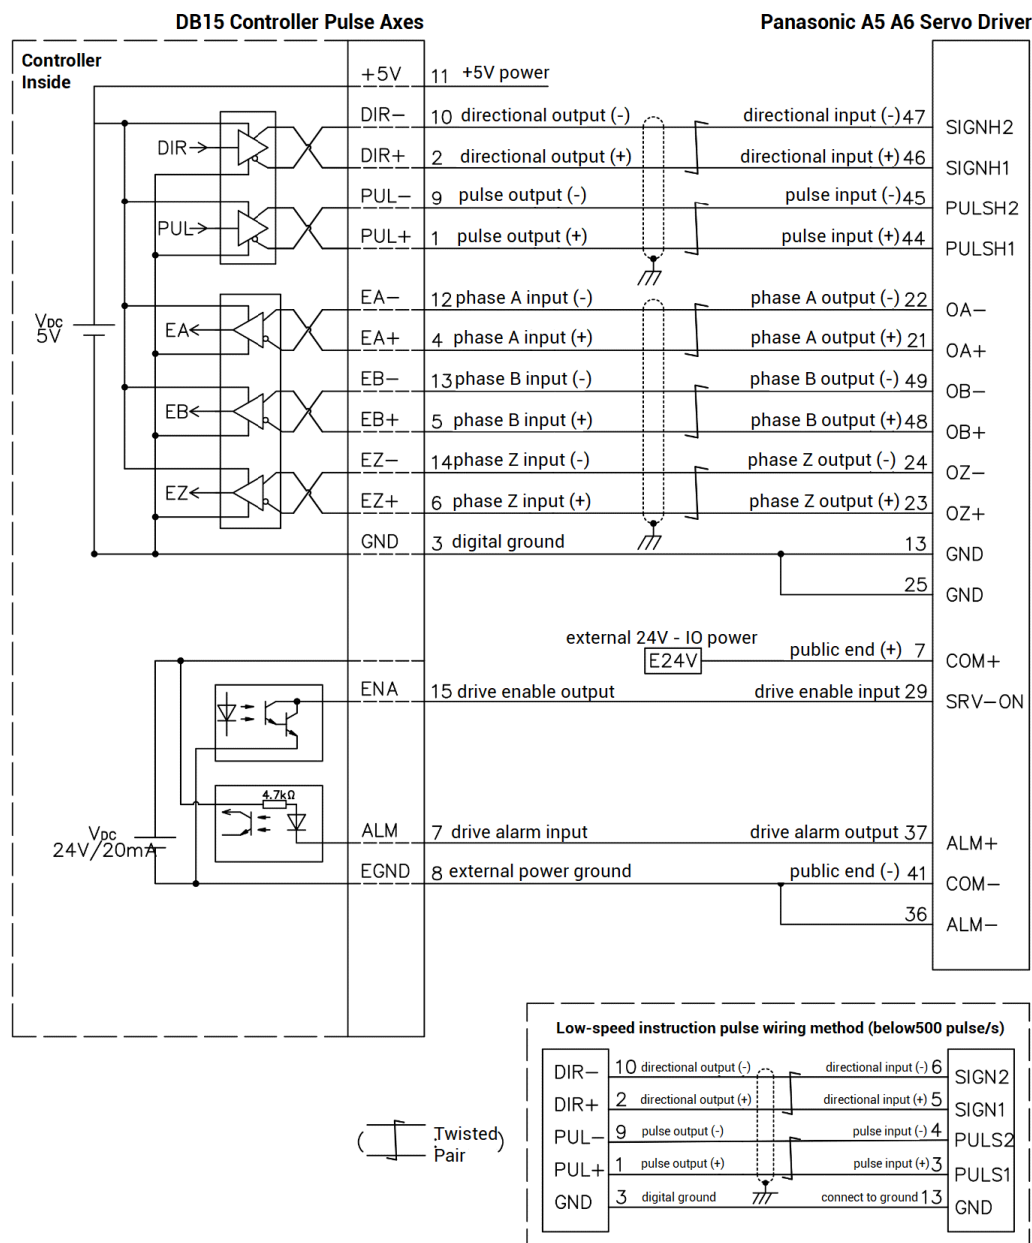 DB15 Controller Pulse Axes
Panasonic A5 A6 Servo Driver
Controller
Inside
+5V 11 +5V power
DIR— 10 directional output (-) directional input (-) 47 SIGNH2
DIR
DIR+ 2 directional output (+) directional input (+) 46 SIGNH1
PUL— 9 pulse output (-) pulse input (-) 45 PULSH2
PUL
PUL+ 1 pulse output (+) pulse input (+) 44 PULSH1
EA— 12 phase A input (-) phase A output (-) 22 OA—
VDC
5V
EA
EA+ 4 phase A input (+) phase A output (+) 21 OA+
EB— 13 phase B input (-) phase B output (-) 49 OB—
EB
EB+ 5 phase B input (+) phase B output (+) 48 OB+
EZ— 14 phase Z input (-) phase Z output (-) 24 OZ—
EZ
EZ+ 6 phase Z input (+) phase Z output (+) 23 OZ+
GND 3 digital ground 13 GND
25 GND
external 24V - IO power
E24V public end (+) 7 COM+
ENA 15 drive enable output drive enable input 29 SRV—ON
4.7kΩ
VDC
24V/20mA
ALM 7 drive alarm input drive alarm output 37 ALM+
EGND 8 external power ground public end (-) 41 COM—
36 ALM—
Low-speed instruction pulse wiring method (below500 pulse/s)
DIR— 10 directional output (-) directional input (-) 6 SIGN2
DIR+ 2 directional output (+) directional input (+) 5 SIGN1
PUL— 9 pulse output (-) pulse input (-) 4 PULS2
PUL+ 1 pulse output (+) pulse input (+) 3 PULS1
GND 3 digital ground connect to ground 13 GND
( Twisted )
Pair